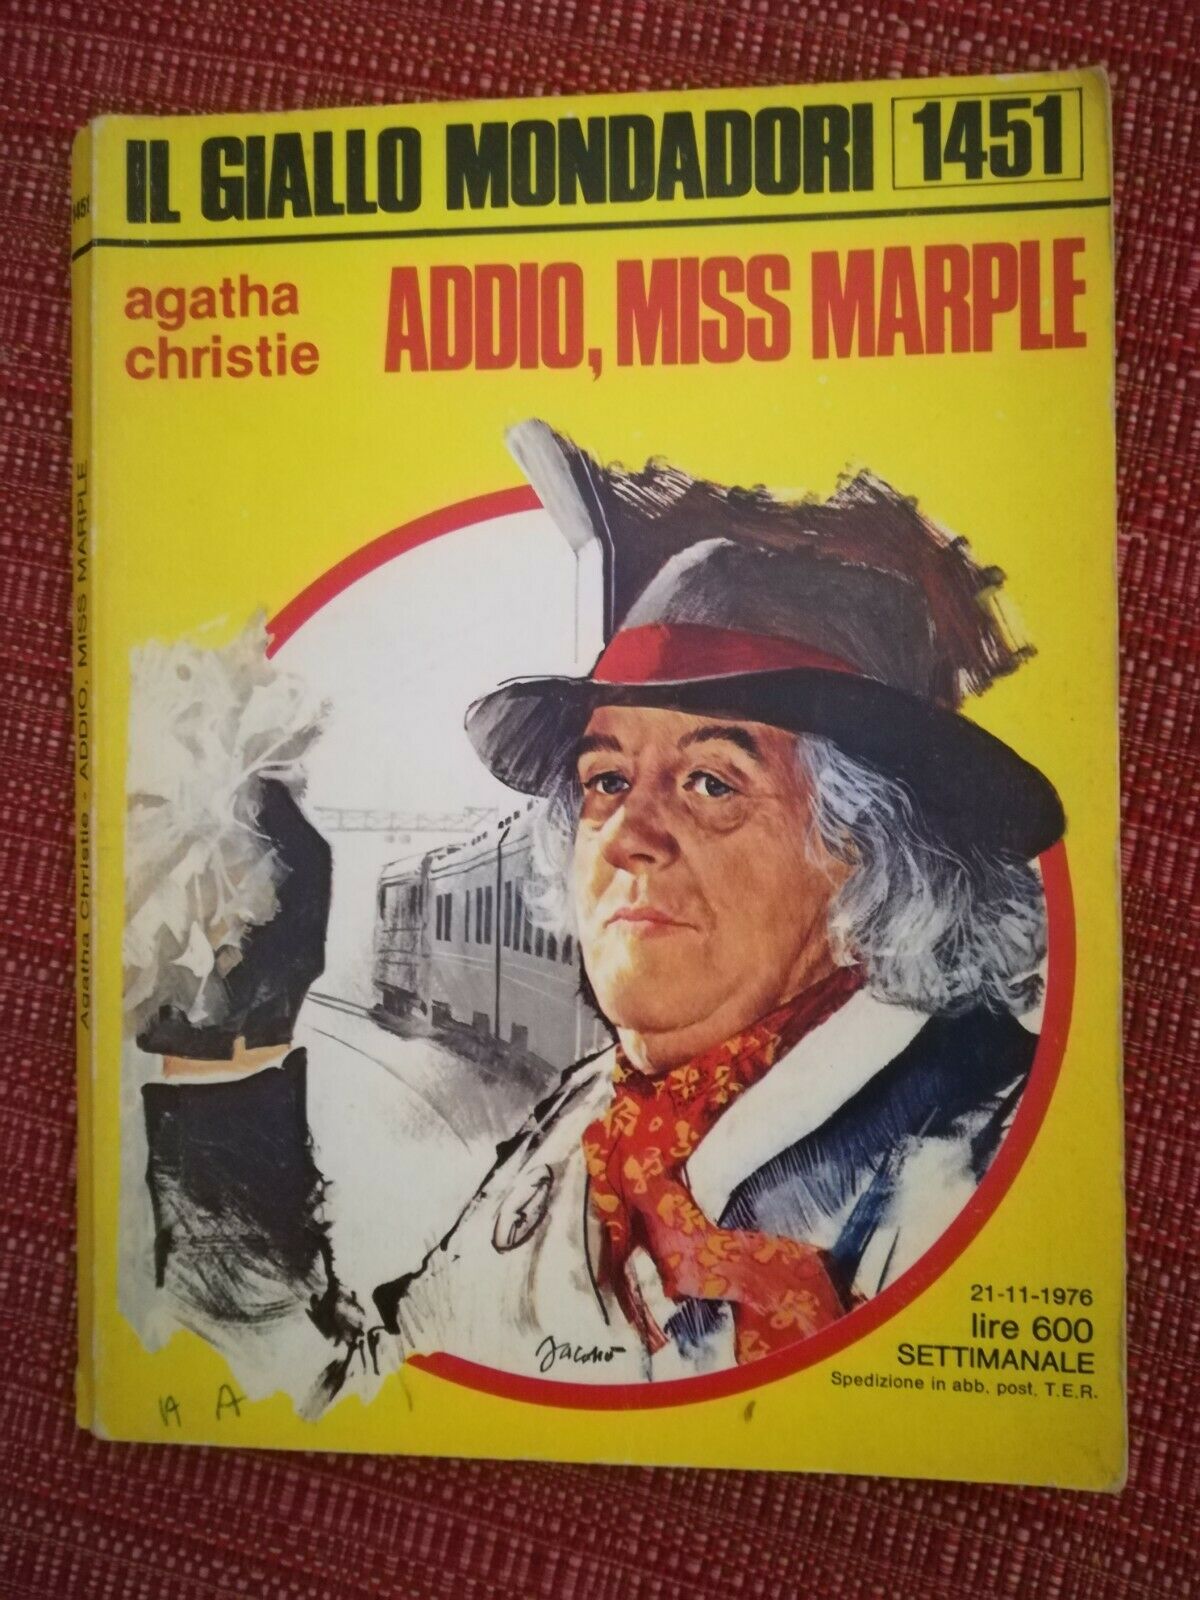 IL GIALLO MONDADORI 1451
agatha
christie
ADDIO, MISS MARPLE
1451
Agatha Christie - ADDIO, MISS MARPLE
Jacono
21-11-1976
lire 600
SETTIMANALE
Spedizione in abb. post. T.E.R.
A